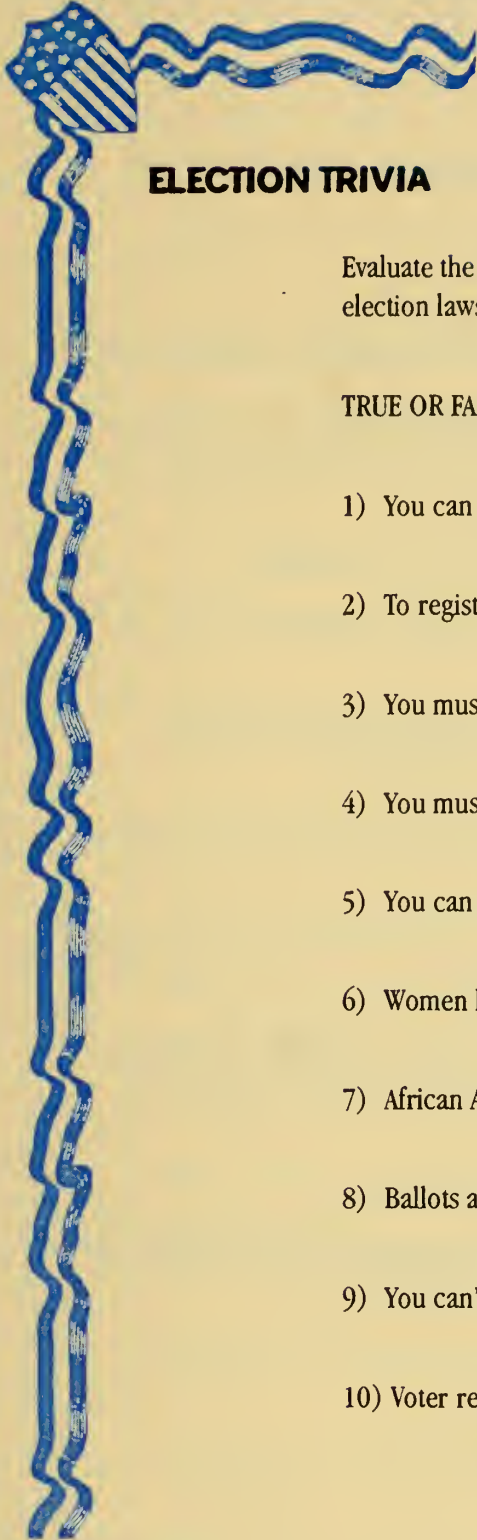 ELECTION TRIVIA
Evaluate the
election law
TRUE OR FA
1) You can
2) To regist
3) You mus
4) You mus
5) You can
6) Women
7) African A
8) Ballots a
9) You can'
10) Voter re